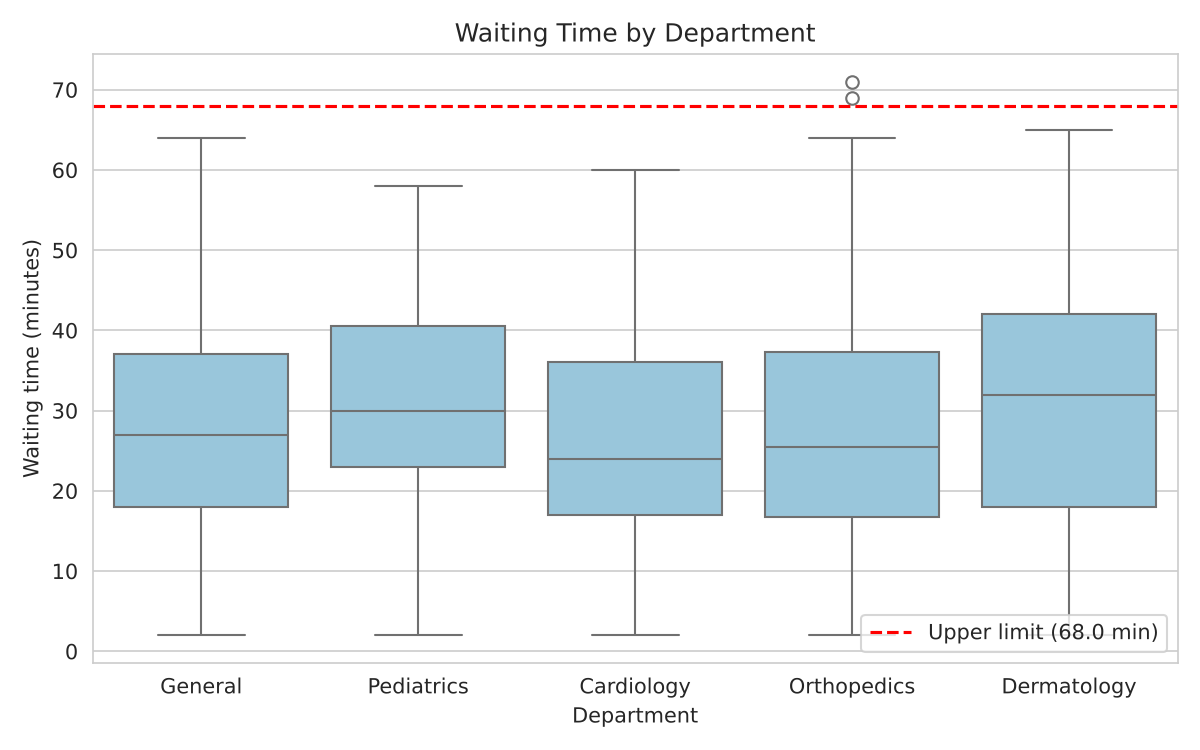 Waiting Time by Department
Waiting time (minutes)
70
60
50
40
30
20
10
0
Upper limit (68.0 min)
General Pediatrics Cardiology Orthopedics Dermatology
Department